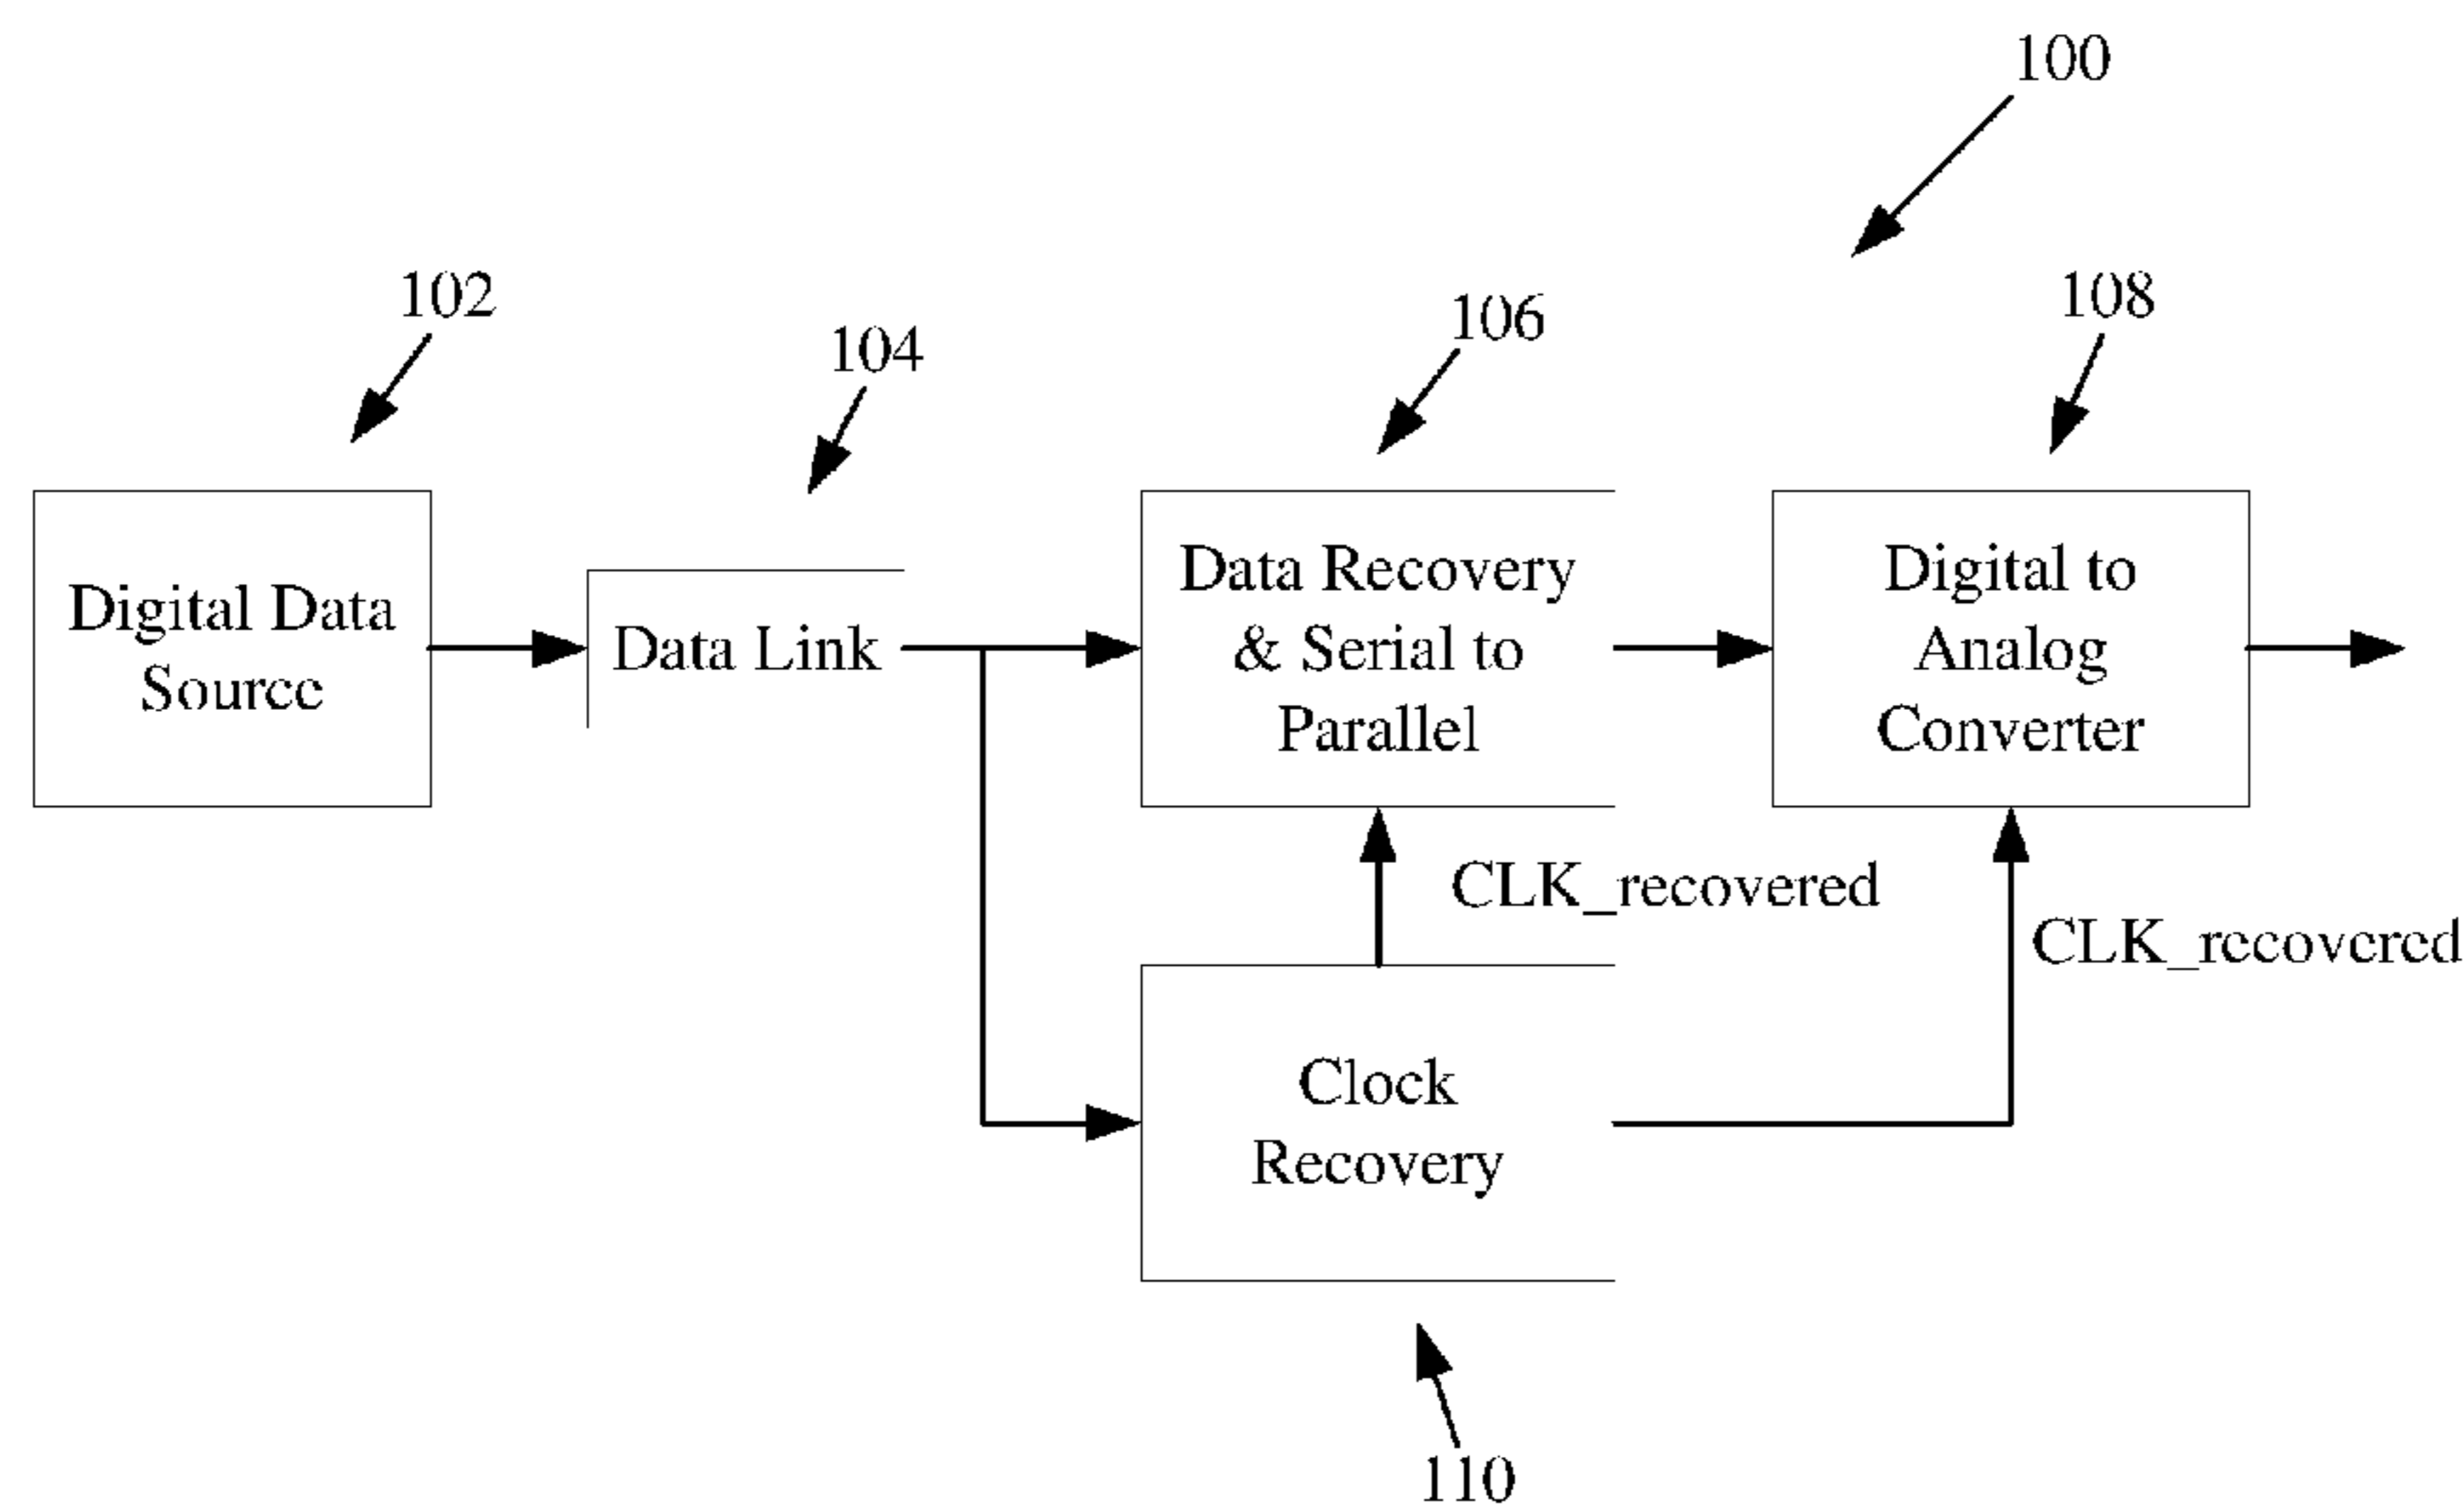 100
102
104
106
108
Digital Data
Source
Data Link
Data Recovery
& Serial to
Parallel
Digital to
Analog
Converter
CLK_recovered
CLK_recovered
Clock
Recovery
110